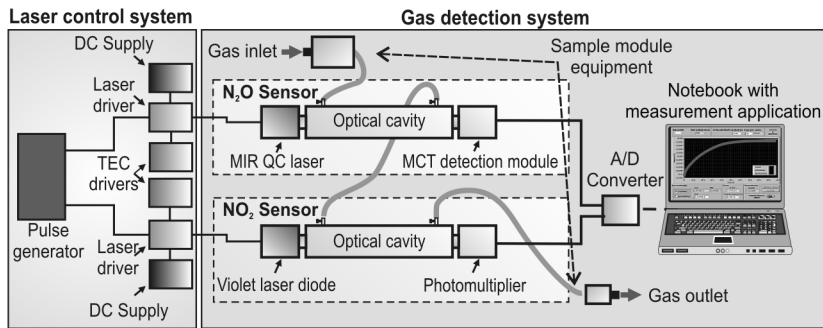 Laser control system
Gas detection system
DC Supply
Laser
driver
TEC
drivers
Pulse
generator
Laser
driver
DC Supply
Gas inlet
Sample module
equipment
N₂O Sensor
Optical cavity
MIR QC laser
MCT detection module
NO₂ Sensor
Optical cavity
Violet laser diode
Photomultiplier
A/D
Converter
Notebook with
measurement application
Gas outlet